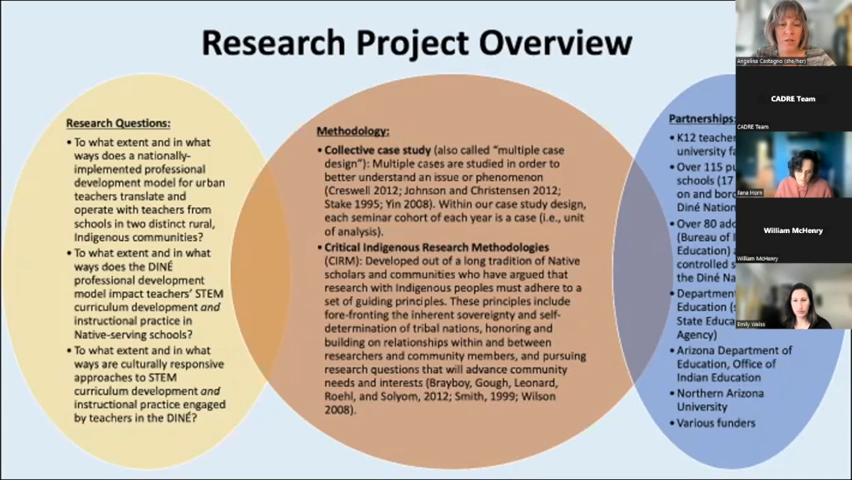 Research Project Overview
Research Questions:
• To what extent and in what
ways does a nationally-
implemented professional
development model for urban
teachers translate and
operate with teachers from
schools in two distinct rural,
Indigenous communities?
• To what extent and in what
ways does the DINÉ
professional development
model impact teachers' STEM
curriculum development and
instructional practice in
Native-serving schools?
• To what extent and in what
ways are culturally responsive
approaches to STEM
curriculum development and
instructional practice engaged
by teachers in the DINÉ?
Methodology:
• Collective case study (also called "multiple case
design"): Multiple cases are studied in order to
better understand an issue or phenomenon
(Creswell 2012; Johnson and Christensen 2012;
Stake 1995; Yin 2008). Within our case study design,
each seminar cohort of each year is a case (i.e., unit
of analysis).
• Critical Indigenous Research Methodologies
(CIRM): Developed out of a long tradition of Native
scholars and communities who have argued that
research with Indigenous peoples must adhere to a
set of guiding principles. These principles include
fore-fronting the inherent sovereignty and self-
determination of tribal nations, honoring and
building on relationships within and between
researchers and community members, and pursuing
research questions that will advance community
needs and interests (Brayboy, Gough, Leonard,
Roehl, and Solyom, 2012; Smith, 1999; Wilson
2008).
Partnerships:
• K12 teacher
university fa
• Over 115 pu
schools (17
on and bord
Diné Nation
• Over 80 add
(Bureau of I
Education) a
controlled s
the Diné Na
• Department
Education (s
State Educa
Agency)
• Arizona Department of
Education, Office of
Indian Education
• Northern Arizona
University
• Various funders
Angelina Castagno (she/her)
CADRE Team
CADRE Team
Ilana Horn
William McHenry
William McHenry
Emily Weiss